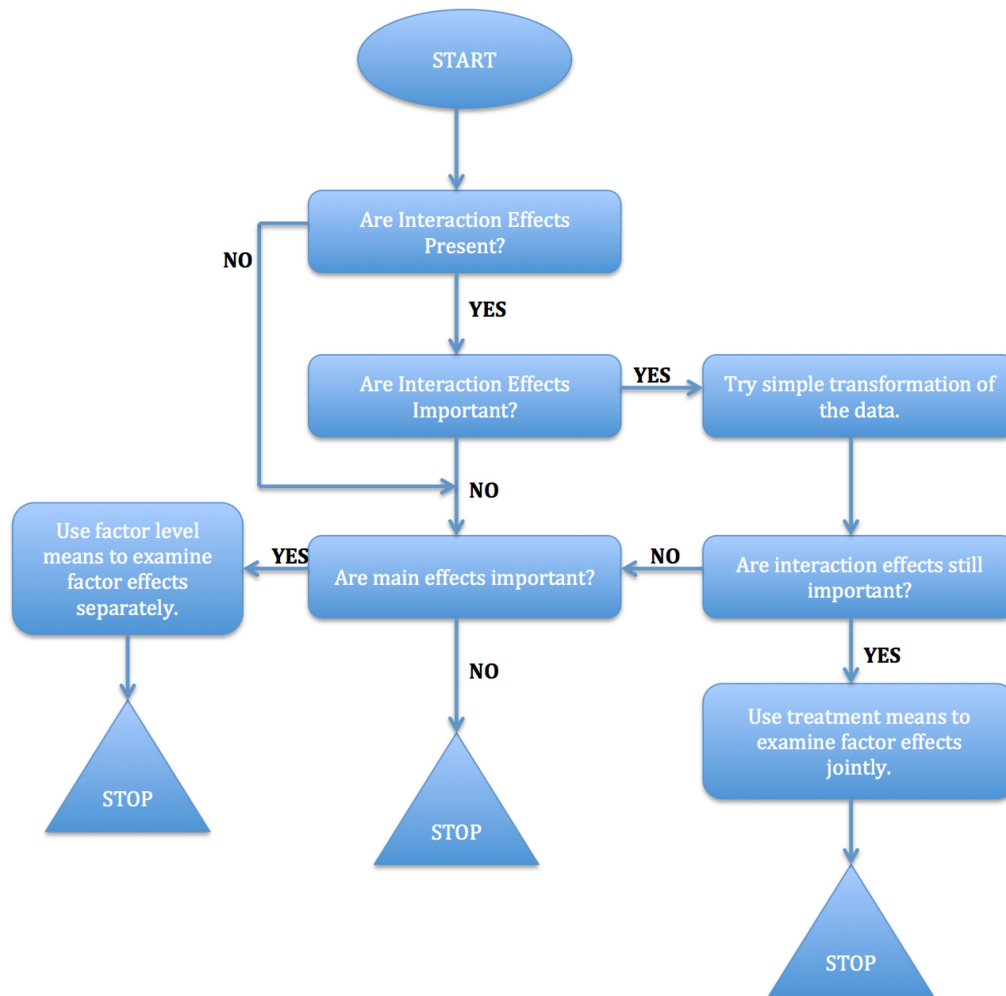 START
Are Interaction Effects
Present?
NO
YES
Are Interaction Effects
Important?
YES
Try simple transformation of
the data.
NO
Use factor level
means to examine
factor effects
separately.
YES
Are main effects important?
NO
Are interaction effects still
important?
NO
YES
Use treatment means to
examine factor effects
jointly.
STOP
STOP
STOP